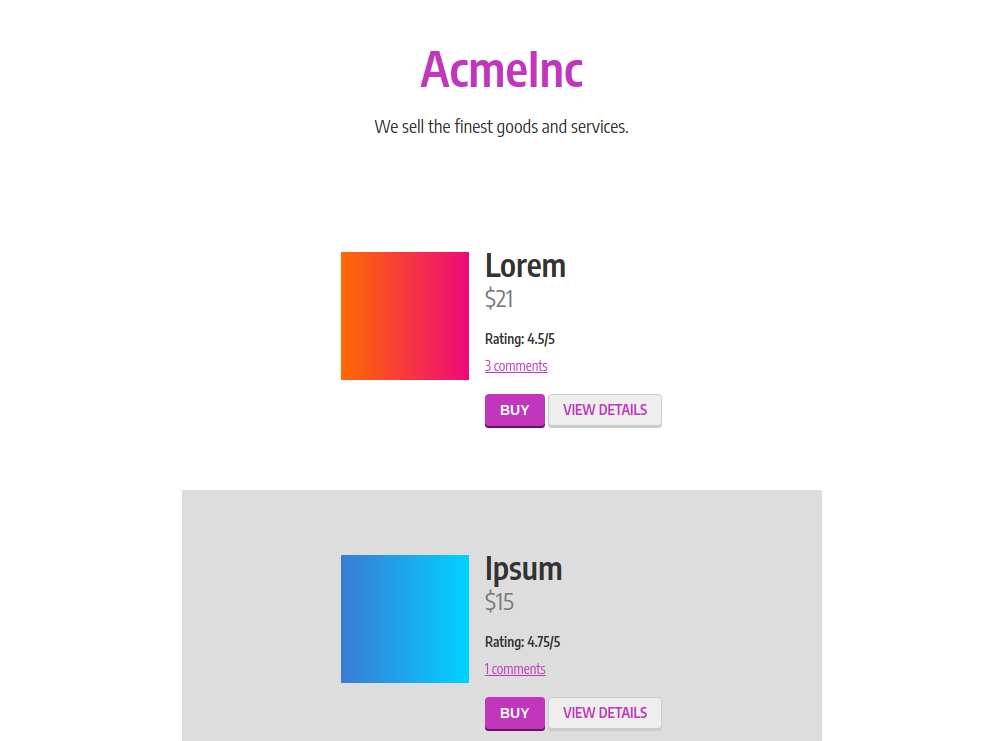 AcmeInc
We sell the finest goods and services.
Lorem
$21
Rating: 4.5/5
3 comments
BUY VIEW DETAILS
Ipsum
$15
Rating: 4.75/5
1 comments
BUY VIEW DETAILS